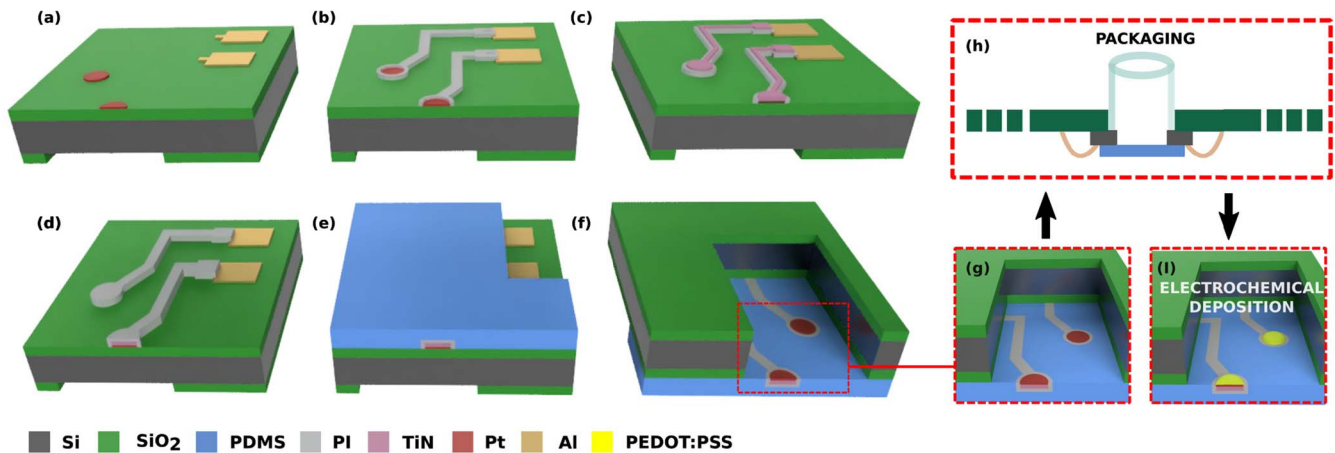 (a)
(b)
(c)
(h)
PACKAGING
(d)
(e)
(f)
(g)
(I)
ELECTROCHEMICAL
DEPOSITION
Si
SiO2
PDMS
PI
TiN
Pt
Al
PEDOT:PSS